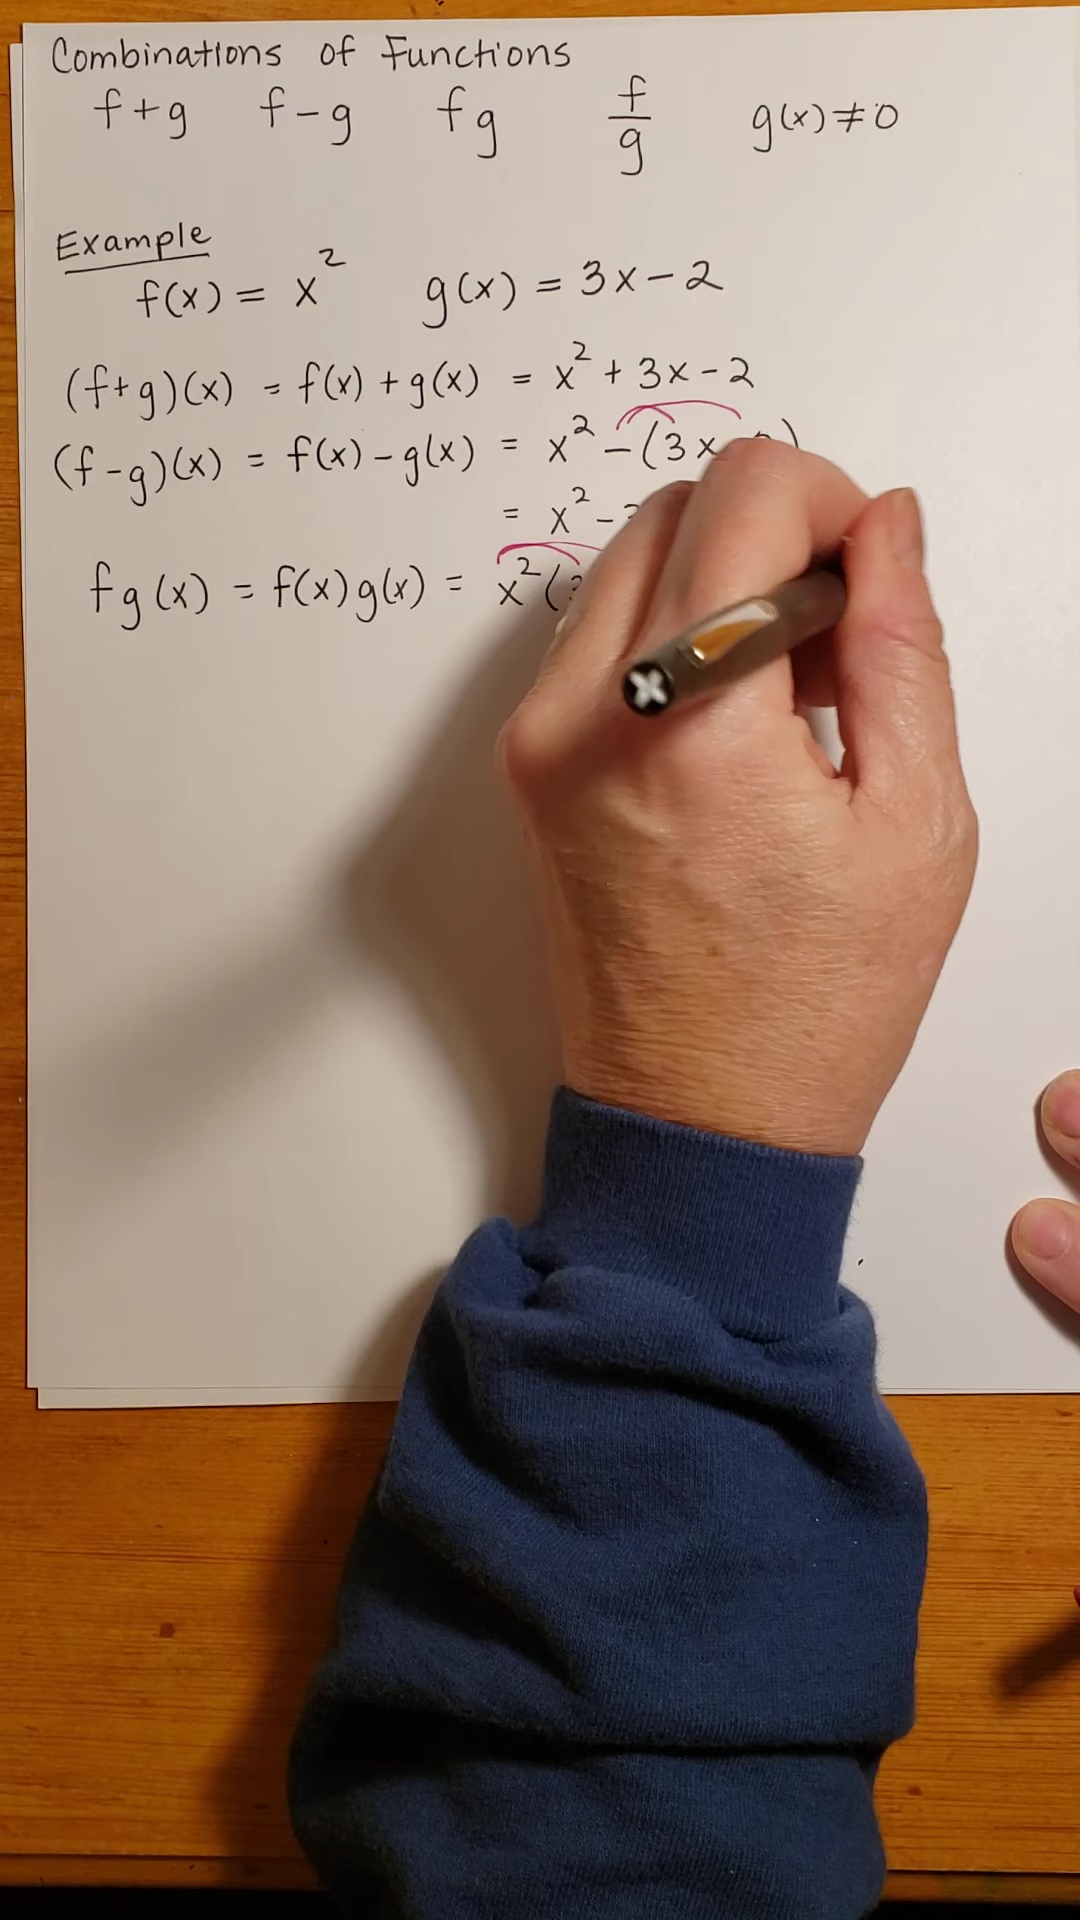 Combinations of Functions
f+g f-g fg f/g g(x)≠0
Example
f(x) = x² g(x) = 3x-2
(f+g)(x) = f(x)+g(x) = x²+3x-2
(f-g)(x) = f(x)-g(x) = x²-(3x )
= x²-
fg(x) = f(x)g(x) = x²(